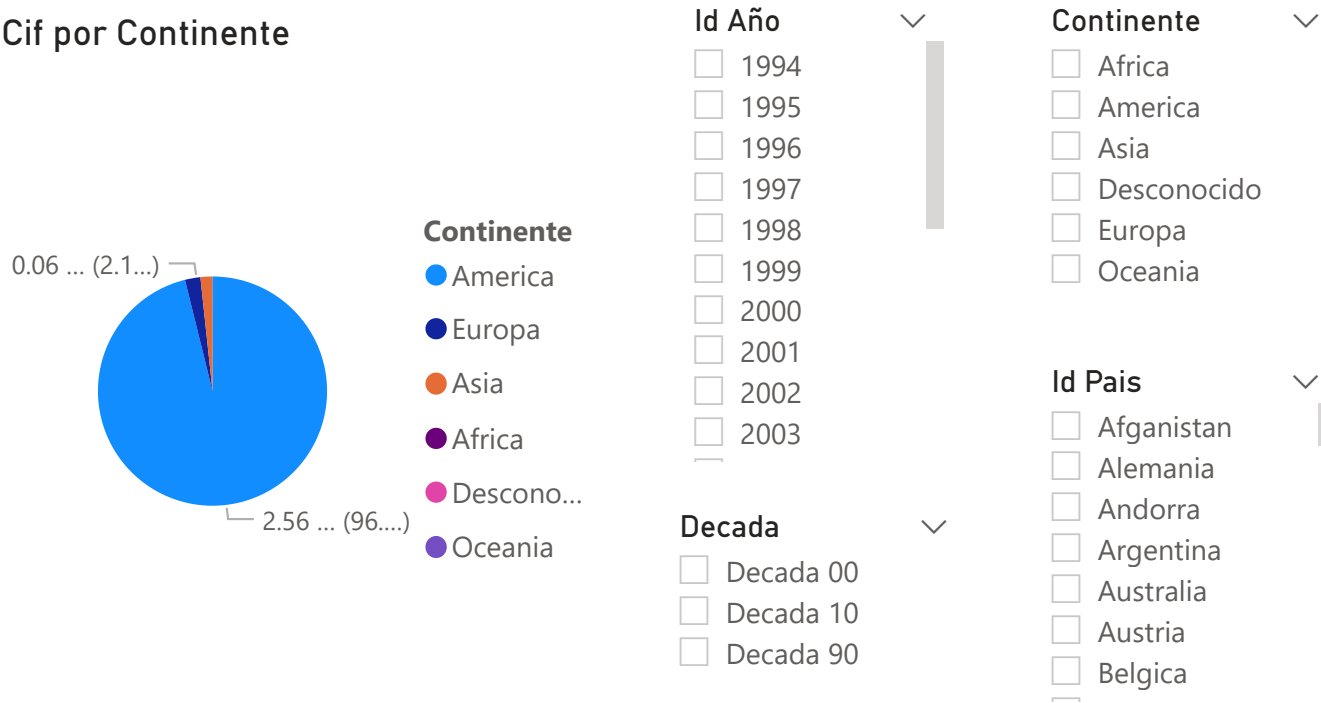 Cif por Continente
0.06 ... (2.1...)
2.56 ... (96....)
Continente
America
Europa
Asia
Africa
Descono...
Oceania
Id Año
1994
1995
1996
1997
1998
1999
2000
2001
2002
2003
Decada
Decada 00
Decada 10
Decada 90
Continente
Africa
America
Asia
Desconocido
Europa
Oceania
Id Pais
Afganistan
Alemania
Andorra
Argentina
Australia
Austria
Belgica